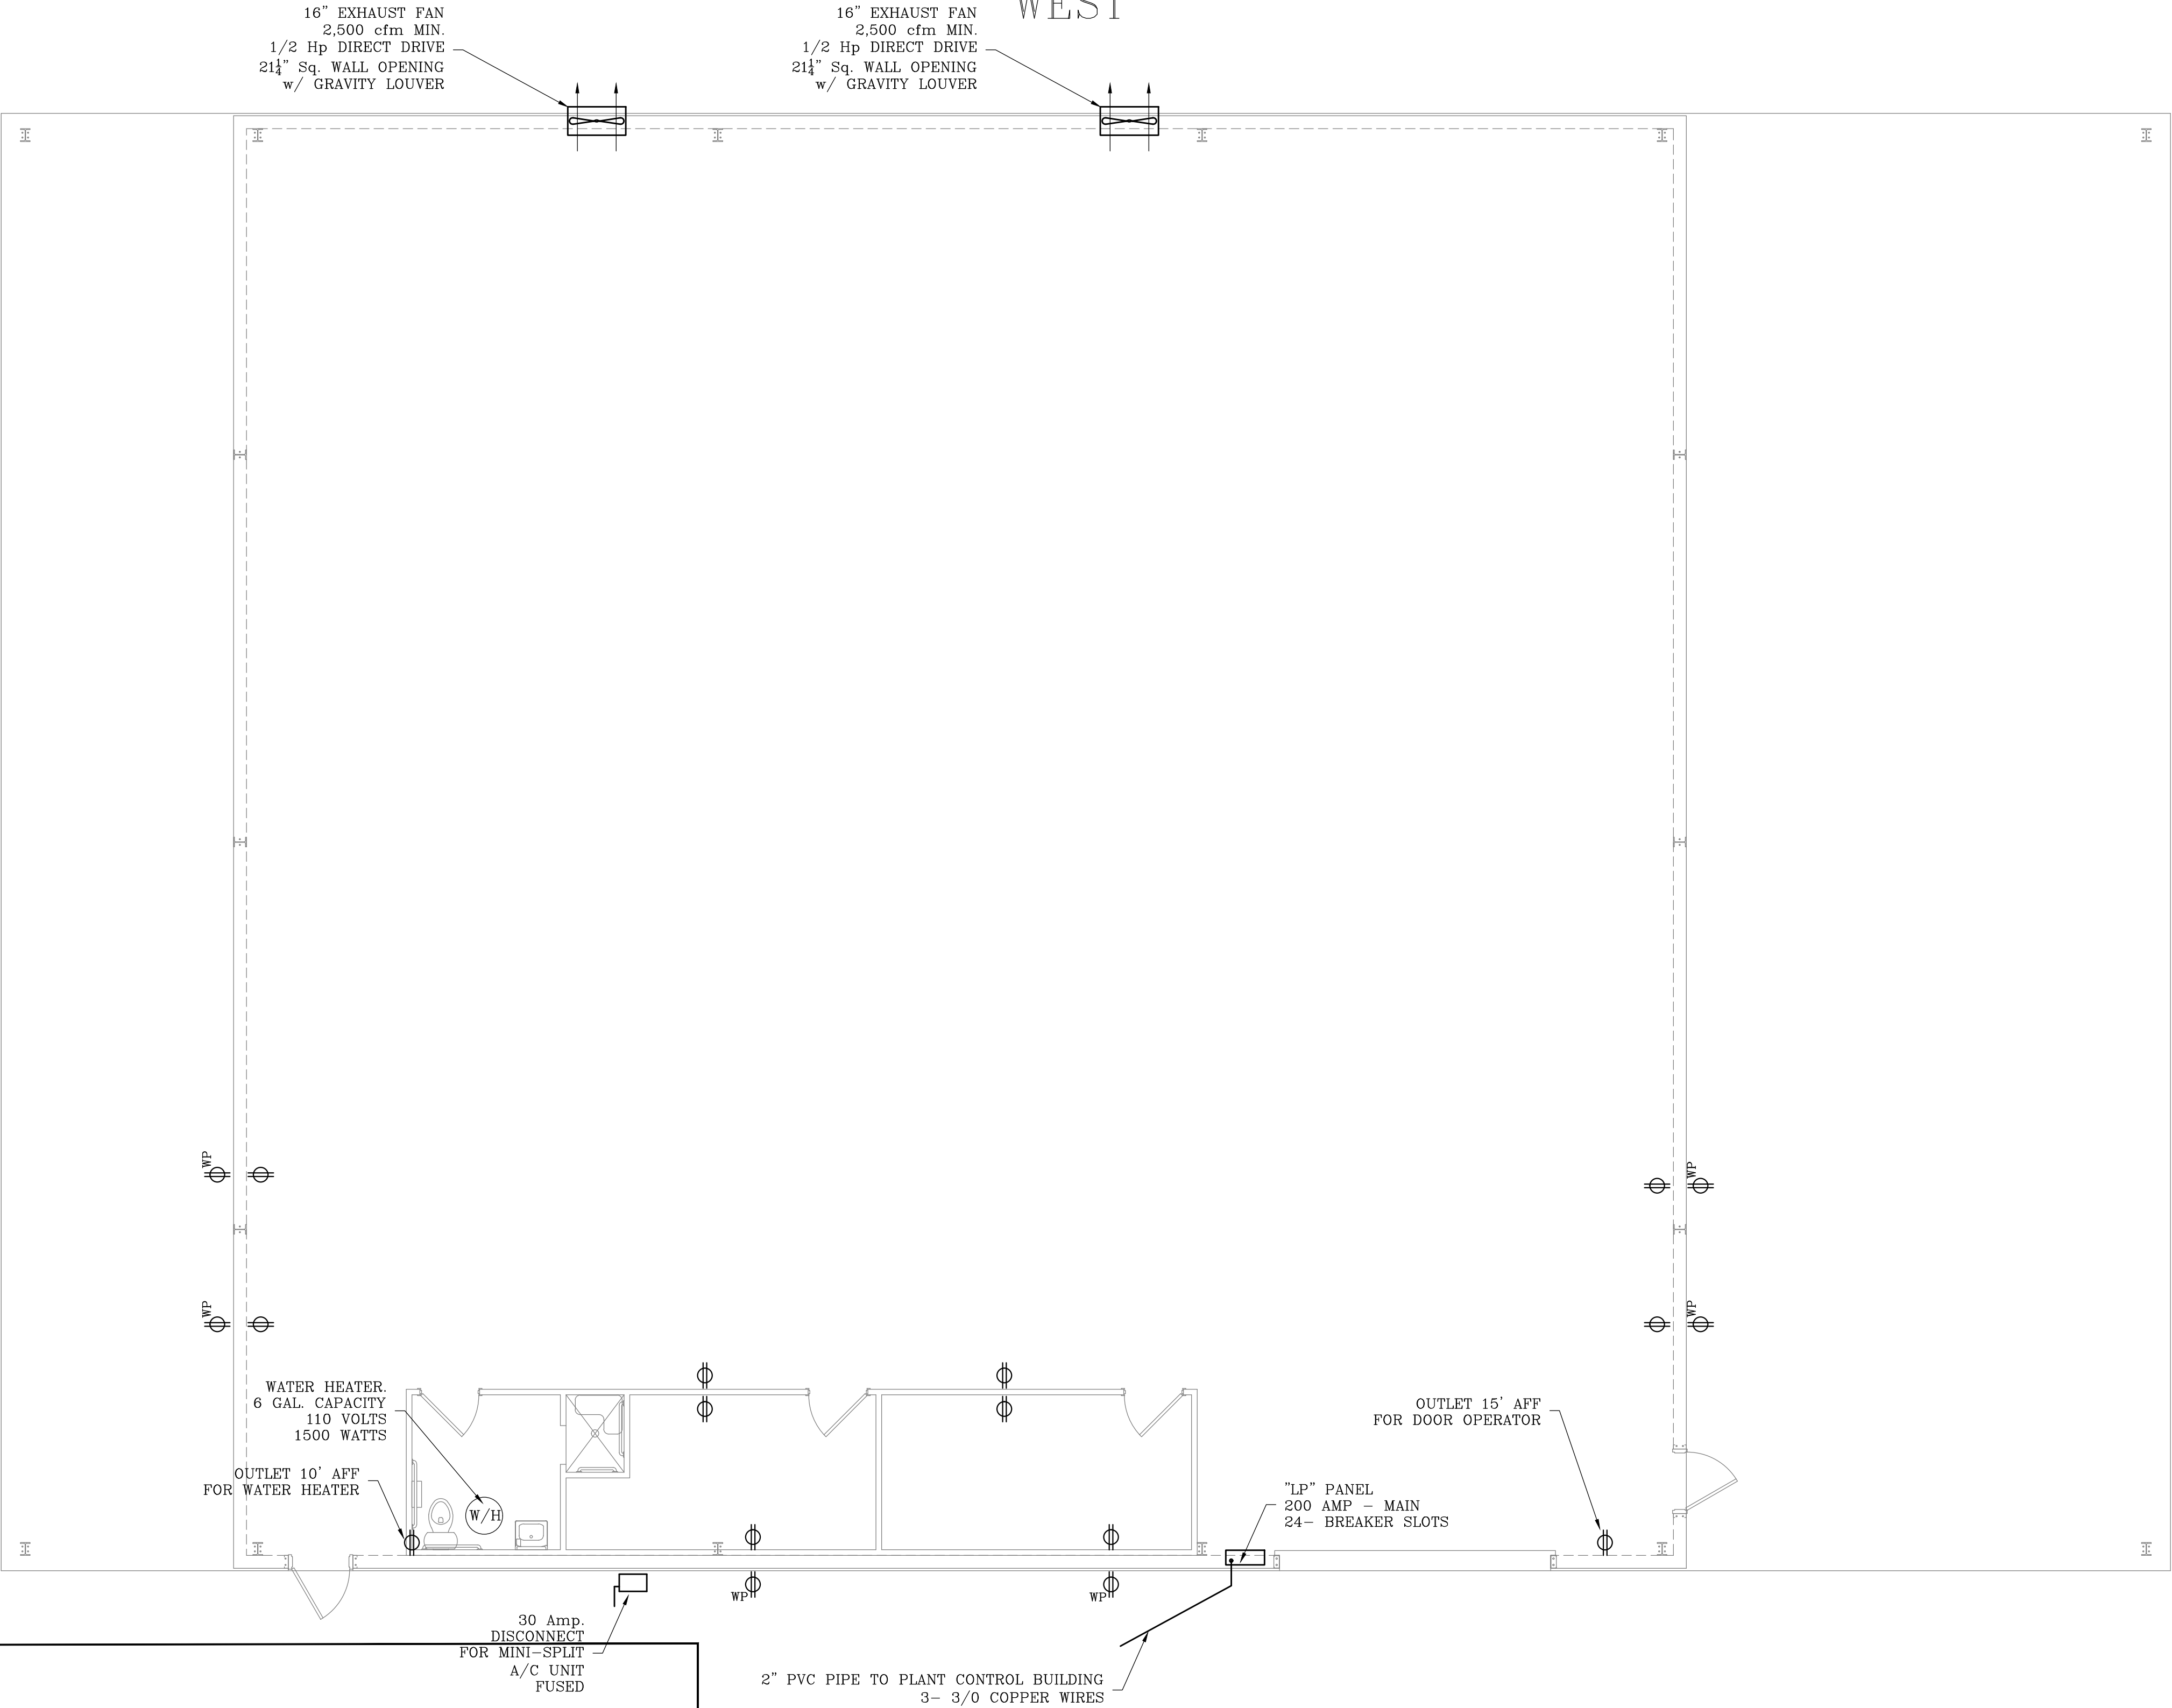 WEST
16" EXHAUST FAN
2,500 cfm MIN.
1/2 Hp DIRECT DRIVE
21¼" Sq. WALL OPENING
w/ GRAVITY LOUVER
16" EXHAUST FAN
2,500 cfm MIN.
1/2 Hp DIRECT DRIVE
21¼" Sq. WALL OPENING
w/ GRAVITY LOUVER
WP
WP
WP
WP
WATER HEATER.
6 GAL. CAPACITY
110 VOLTS
1500 WATTS
OUTLET 10' AFF
FOR WATER HEATER
W/H
OUTLET 15' AFF
FOR DOOR OPERATOR
"LP" PANEL
200 AMP - MAIN
24- BREAKER SLOTS
WP
WP
30 Amp.
DISCONNECT
FOR MINI-SPLIT
A/C UNIT
FUSED
2" PVC PIPE TO PLANT CONTROL BUILDING
3- 3/0 COPPER WIRES